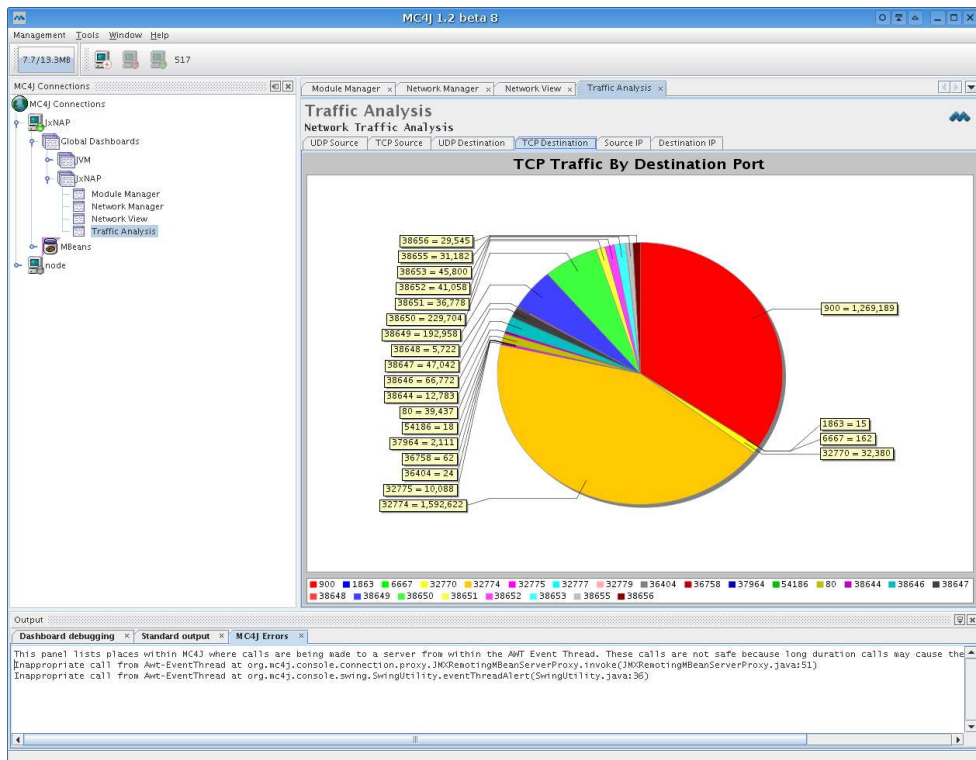 MC4J 1.2 beta 8
Management Tools Window Help
7.7/13.3MB 517
MC4J Connections
MC4J Connections
JxNAP
Global Dashboards
JVM
JxNAP
Module Manager
Network Manager
Network View
Traffic Analysis
MBeans
node
Module Manager × Network Manager × Network View × Traffic Analysis ×
Traffic Analysis
Network Traffic Analysis
UDP Source TCP Source UDP Destination TCP Destination Source IP Destination IP
TCP Traffic By Destination Port
38656 = 29,545
38655 = 31,182
38653 = 45,800
38652 = 41,058
38651 = 36,778
38650 = 229,704
38649 = 192,958
38648 = 5,722
38647 = 47,042
38646 = 66,772
38644 = 12,783
80 = 39,437
54186 = 18
37964 = 2,111
36758 = 62
36404 = 24
32775 = 10,088
32774 = 1,592,622
900 = 1,269,189
1863 = 15
6667 = 162
32770 = 32,380
900 1863 6667 32770 32774 32775 32777 32779 36404 36758 37964 54186 80 38644 38646 38647
38648 38649 38650 38651 38652 38653 38655 38656
Output
Dashboard debugging × Standard output × MC4J Errors ×
This panel lists places within MC4J where calls are being made to a server from within the AWT Event Thread. These calls are not safe because long duration calls may cause the
Inappropriate call from Awt-EventThread at org.mc4j.console.connection.proxy.JMXRemotingMBeanServerProxy.invoke(JMXRemotingMBeanServerProxy.java:51)
Inappropriate call from Awt-EventThread at org.mc4j.console.swing.SwingUtility.eventThreadAlert(SwingUtility.java:36)